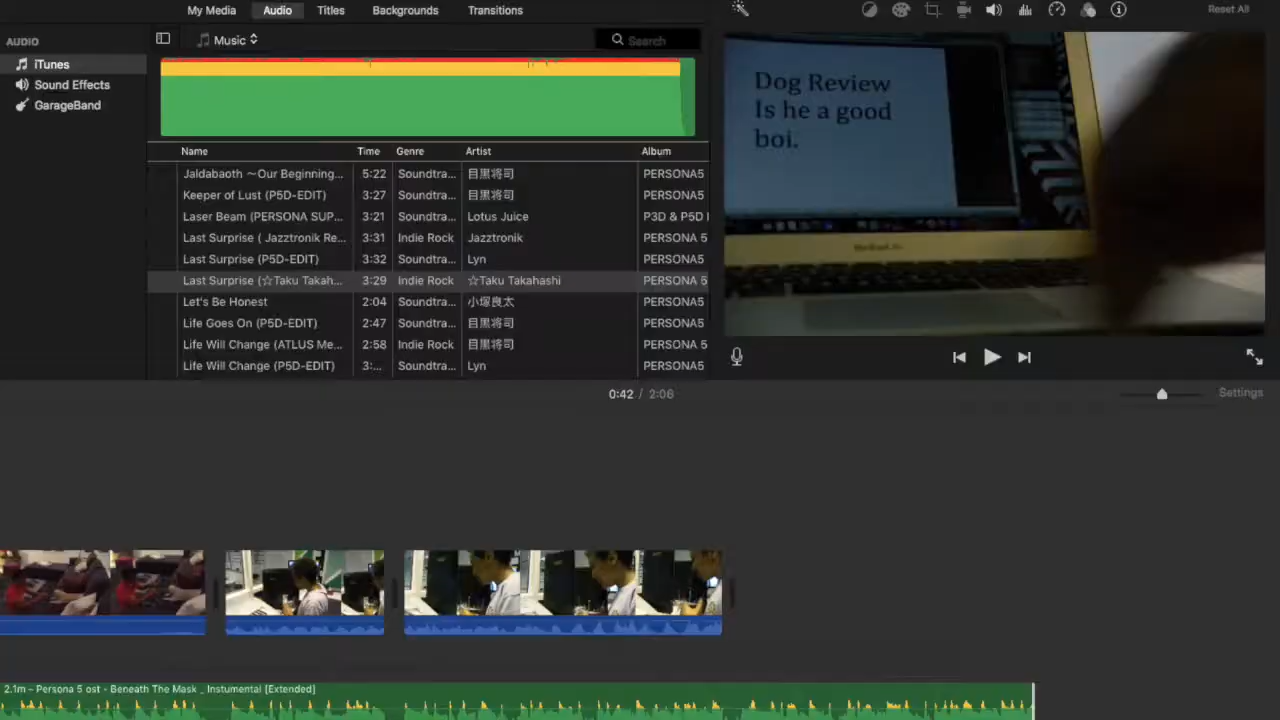 My Media Audio Titles Backgrounds Transitions Reset All
AUDIO Music Search
iTunes
Sound Effects
GarageBand
Dog Review
Is he a good
boi.
Name Time Genre Artist Album
Jaldabaoth ～Our Beginning... 5:22 Soundtra... 目黒将司 PERSONA5
Keeper of Lust (P5D-EDIT) 3:27 Soundtra... 目黒将司 PERSONA5
Laser Beam (PERSONA SUP... 3:21 Soundtra... Lotus Juice P3D & P5D
Last Surprise ( Jazztronik Re... 3:31 Indie Rock Jazztronik PERSONA 5
Last Surprise (P5D-EDIT) 3:32 Soundtra... Lyn PERSONA5
Last Surprise (☆Taku Takah... 3:29 Indie Rock ☆Taku Takahashi PERSONA 5
Let's Be Honest 2:04 Soundtra... 小塚良太 PERSONA5
Life Goes On (P5D-EDIT) 2:47 Soundtra... 目黒将司 PERSONA5
Life Will Change (ATLUS Me... 2:58 Indie Rock 目黒将司 PERSONA 5
Life Will Change (P5D-EDIT) 3:... Soundtra... Lyn PERSONA5
0:42 / 2:06 Settings
2.1m – Persona 5 ost - Beneath The Mask _ Instumental [Extended]